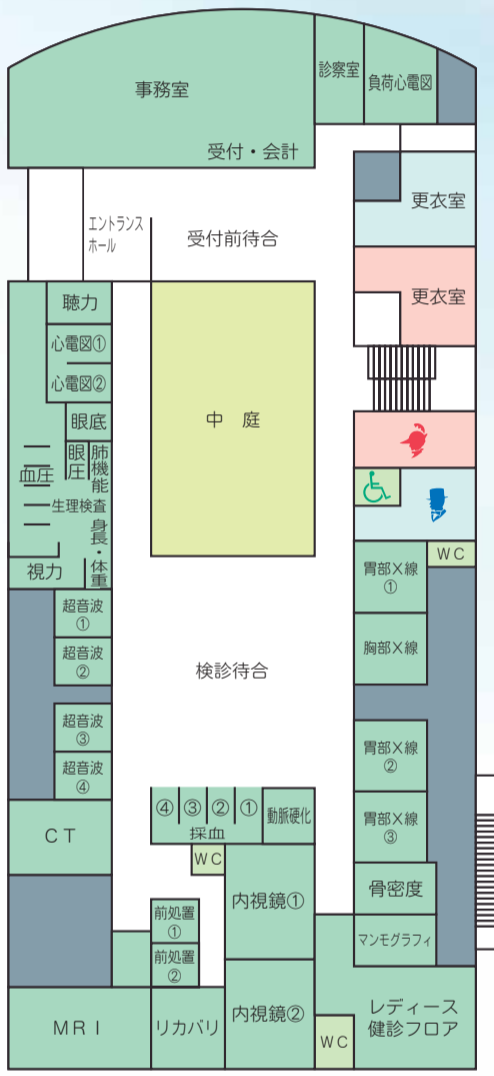 事務室
診察室
負荷心電図
受付・会計
更衣室
エントランス
ホール
受付前待合
更衣室
聴力
心電図①
心電図②
眼底
中　庭
眼圧
肺機能
血圧
生理検査
身長・体重
視力
WC
胃部X線
①
超音波
①
胸部X線
超音波
②
検診待合
超音波
③
胃部X線
②
超音波
④
④ ③ ② ①
動脈硬化
採血
胃部X線
③
CT
WC
骨密度
内視鏡①
前処置
①
マンモグラフィ
前処置
②
MRI
リカバリ
内視鏡②
WC
レディース
健診フロア